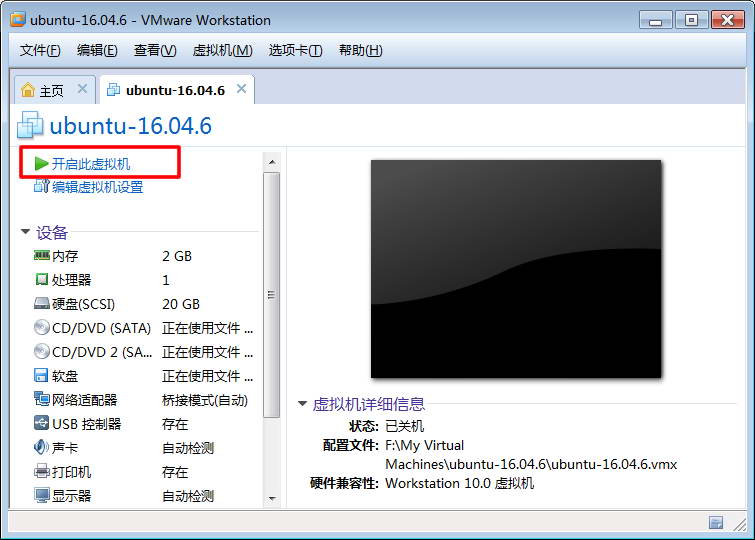 ubuntu-16.04.6 - VMware Workstation
文件(F) 编辑(E) 查看(V) 虚拟机(M) 选项卡(T) 帮助(H)
主页 ubuntu-16.04.6
ubuntu-16.04.6
开启此虚拟机
编辑虚拟机设置
设备
内存 2 GB
处理器 1
硬盘(SCSI) 20 GB
CD/DVD (SATA) 正在使用文件 ...
CD/DVD 2 (SA... 正在使用文件 ...
软盘 正在使用文件 ...
网络适配器 桥接模式(自动)
USB 控制器 存在
声卡 自动检测
打印机 存在
显示器 自动检测
虚拟机详细信息
状态: 已关机
配置文件: F:\My Virtual
Machines\ubuntu-16.04.6\ubuntu-16.04.6.vmx
硬件兼容性: Workstation 10.0 虚拟机